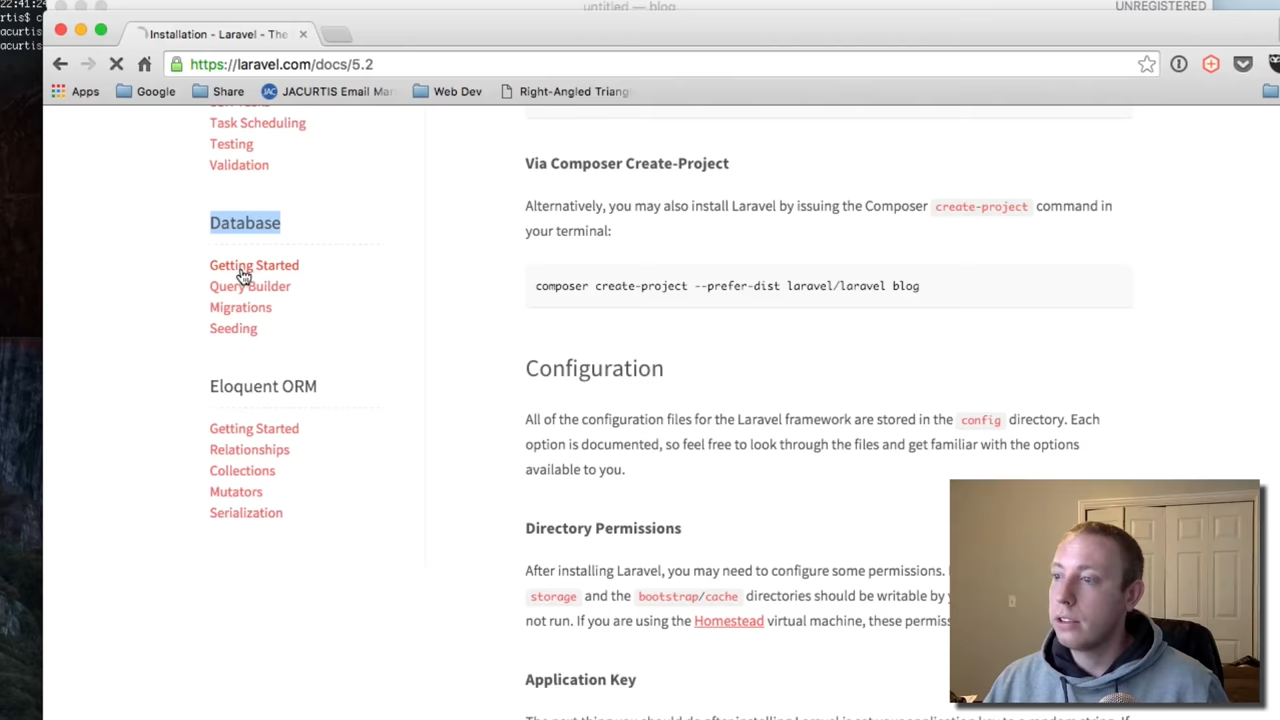 22:41:24
untitled — blog
UNREGISTERED
rtis$ c
acurtis
acurtis
Installation - Laravel - The
https://laravel.com/docs/5.2
Apps
Google
Share
JACURTIS Email Mar
Web Dev
Right-Angled Triang
Task Scheduling
Testing
Validation
Database
Getting Started
Query Builder
Migrations
Seeding
Eloquent ORM
Getting Started
Relationships
Collections
Mutators
Serialization
Via Composer Create-Project
Alternatively, you may also install Laravel by issuing the Composer create-project command in
your terminal:
composer create-project --prefer-dist laravel/laravel blog
Configuration
All of the configuration files for the Laravel framework are stored in the config directory. Each
option is documented, so feel free to look through the files and get familiar with the options
available to you.
Directory Permissions
After installing Laravel, you may need to configure some permissions.
storage and the bootstrap/cache directories should be writable by
not run. If you are using the Homestead virtual machine, these permiss
Application Key